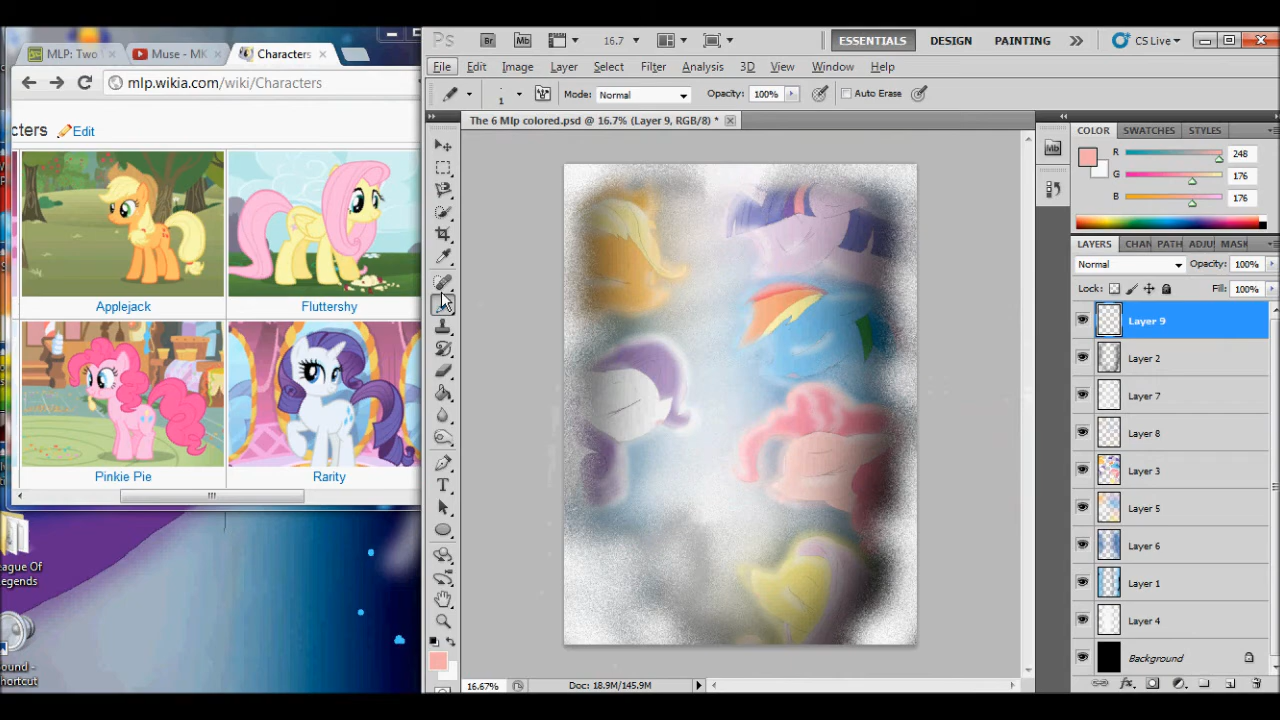 MLP: Two
Muse - MK
Characters
mlp.wikia.com/wiki/Characters
cters Edit
Applejack
Fluttershy
Pinkie Pie
Rarity
eague Of
egends
ound -
hortcut
Ps Br Mb 16.7 ESSENTIALS DESIGN PAINTING CS Live
File Edit Image Layer Select Filter Analysis 3D View Window Help
1 Mode: Normal Opacity: 100% Auto Erase
The 6 Mlp colored.psd @ 16.7% (Layer 9, RGB/8) *
16.67% Doc: 18.9M/145.9M
Mb
COLOR SWATCHES STYLES
R 248
G 176
B 176
LAYERS CHAN PATH ADJU MASK
Normal Opacity: 100%
Lock: Fill: 100%
Layer 9
Layer 2
Layer 7
Layer 8
Layer 3
Layer 5
Layer 6
Layer 1
Layer 4
Background